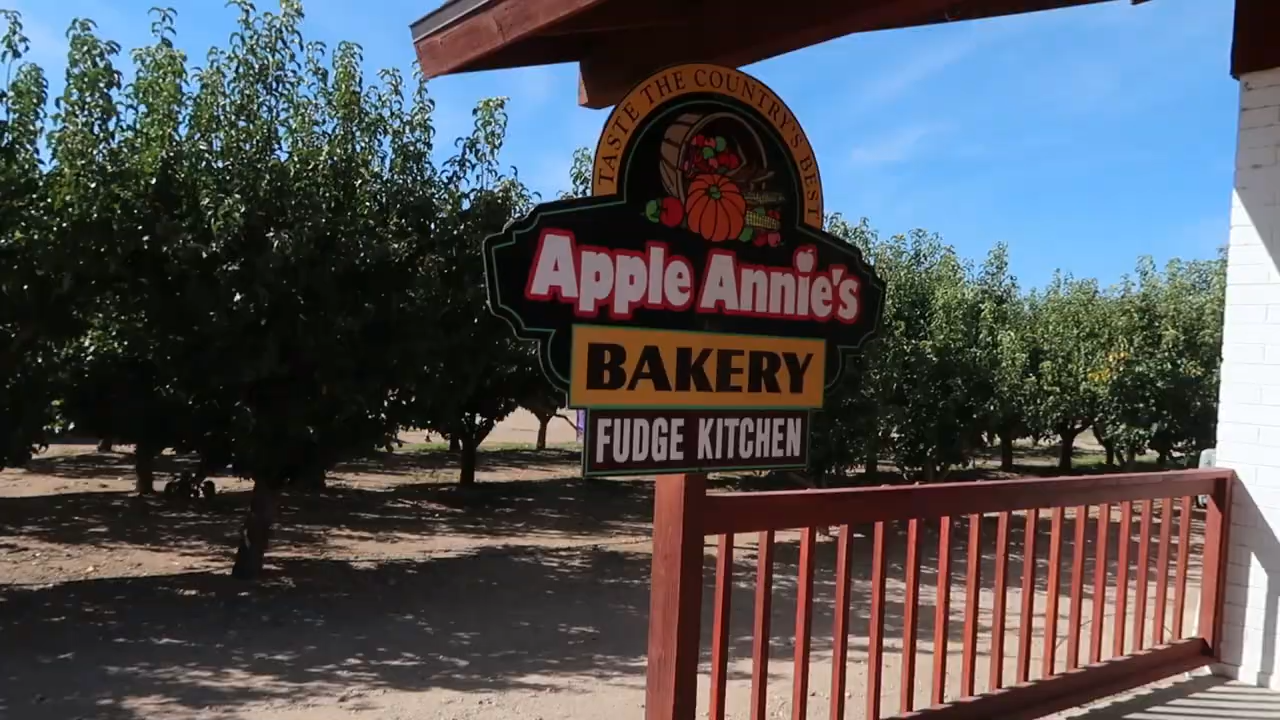 TASTE THE COUNTRY'S BEST
Apple Annie's
BAKERY
FUDGE KITCHEN